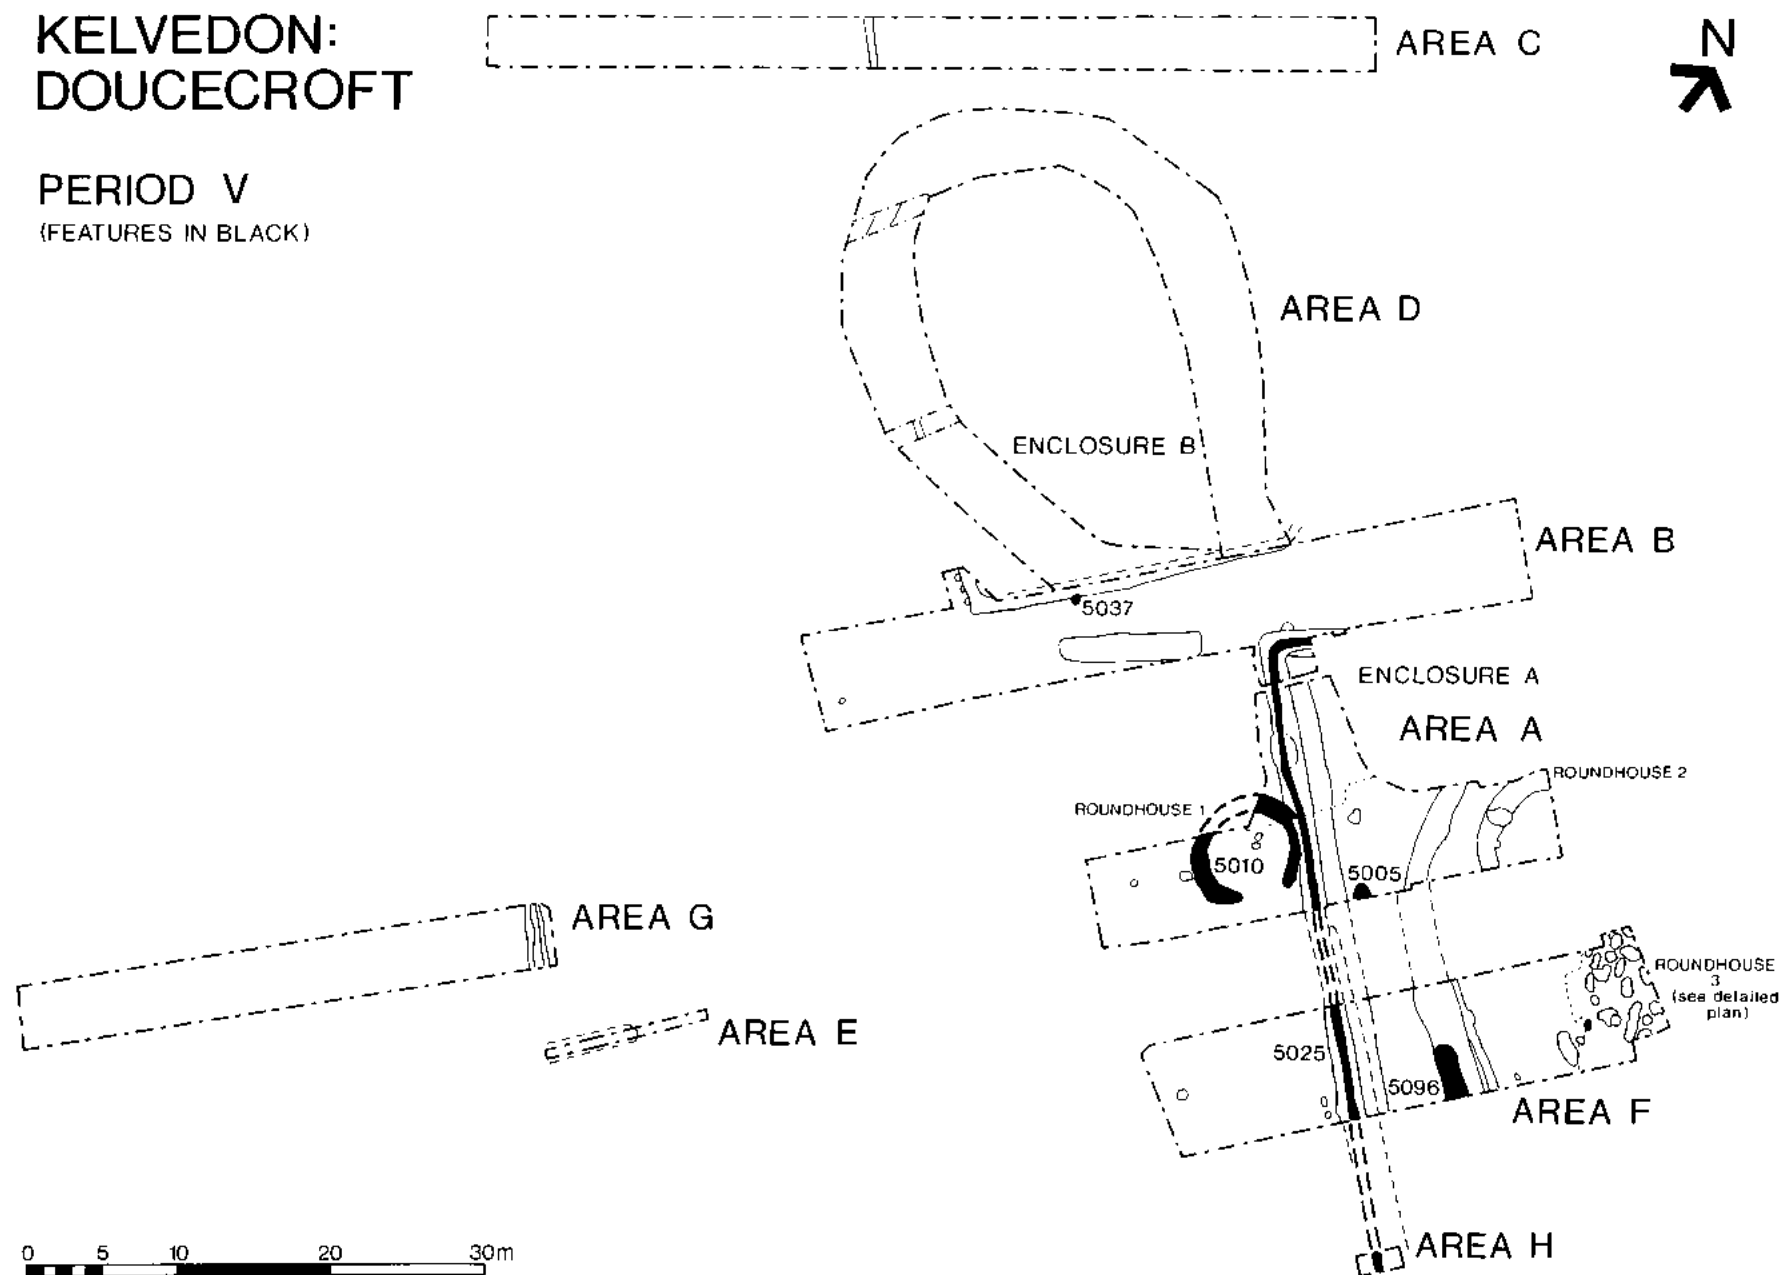 KELVEDON:
DOUCECROFT
PERIOD V
(FEATURES IN BLACK)
AREA C
N
AREA D
ENCLOSURE B
AREA B
5037
ENCLOSURE A
AREA A
ROUNDHOUSE 2
ROUNDHOUSE 1
5010
5005
AREA G
ROUNDHOUSE
3
(see detailed
plan)
AREA E
5025
5096
AREA F
AREA H
0 5 10 20 30m